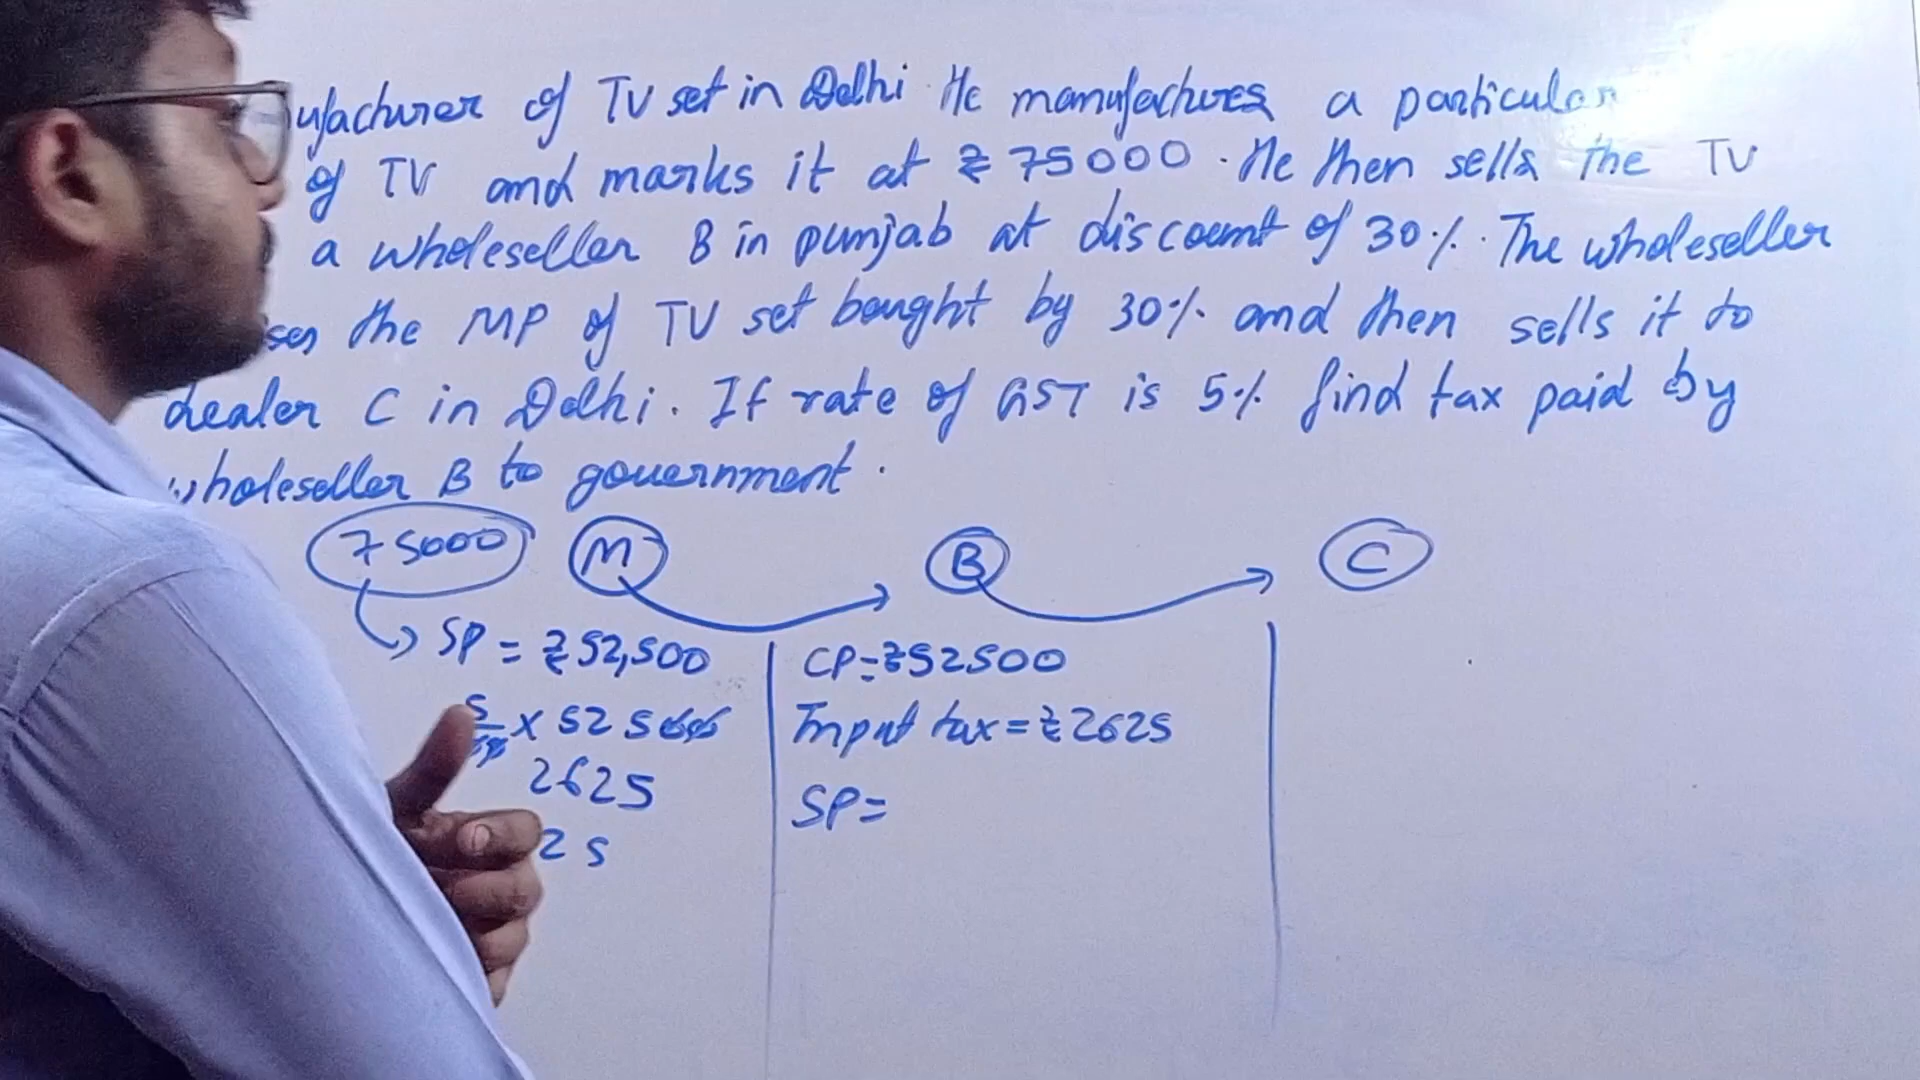 ufacturer of TV set in Delhi He manufactures a particular
of TV and marks it at ₹ 75000 . He then sells the TV
a wholeseller B in punjab at discount of 30% . The wholeseller
ses the MP of TV set bought by 30% and then sells it to
dealer C in Delhi . If rate of GST is 5% find tax paid by
wholeseller B to government .
75000 M B C
SP = ₹52,500 CP=₹52500
5 x 52500 Input tax = ₹2625
2625 SP=
25